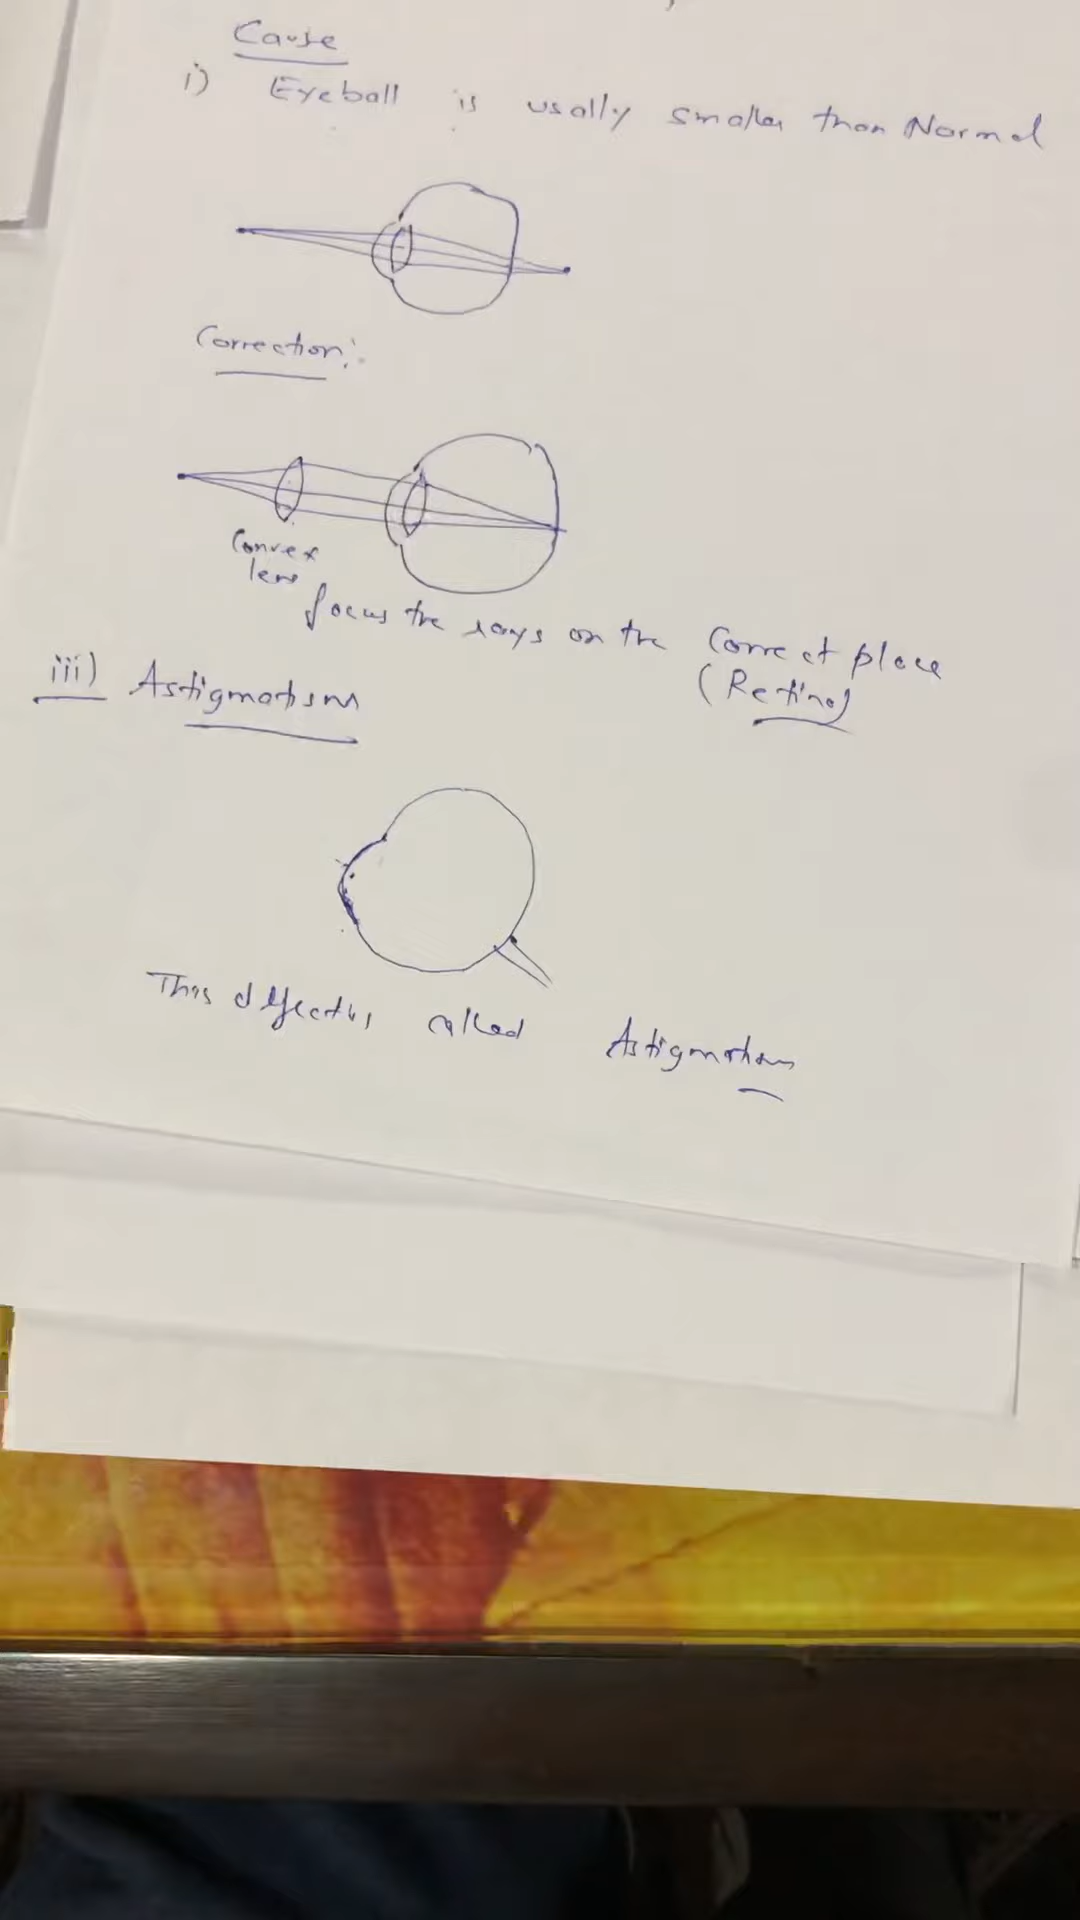 Cause
i) Eyeball is usally smaller than Normal
Correction:
Convex
lens
focus the rays on the Correct place
(Retina)
iii) Astigmatism
This defect is called Astigmatism